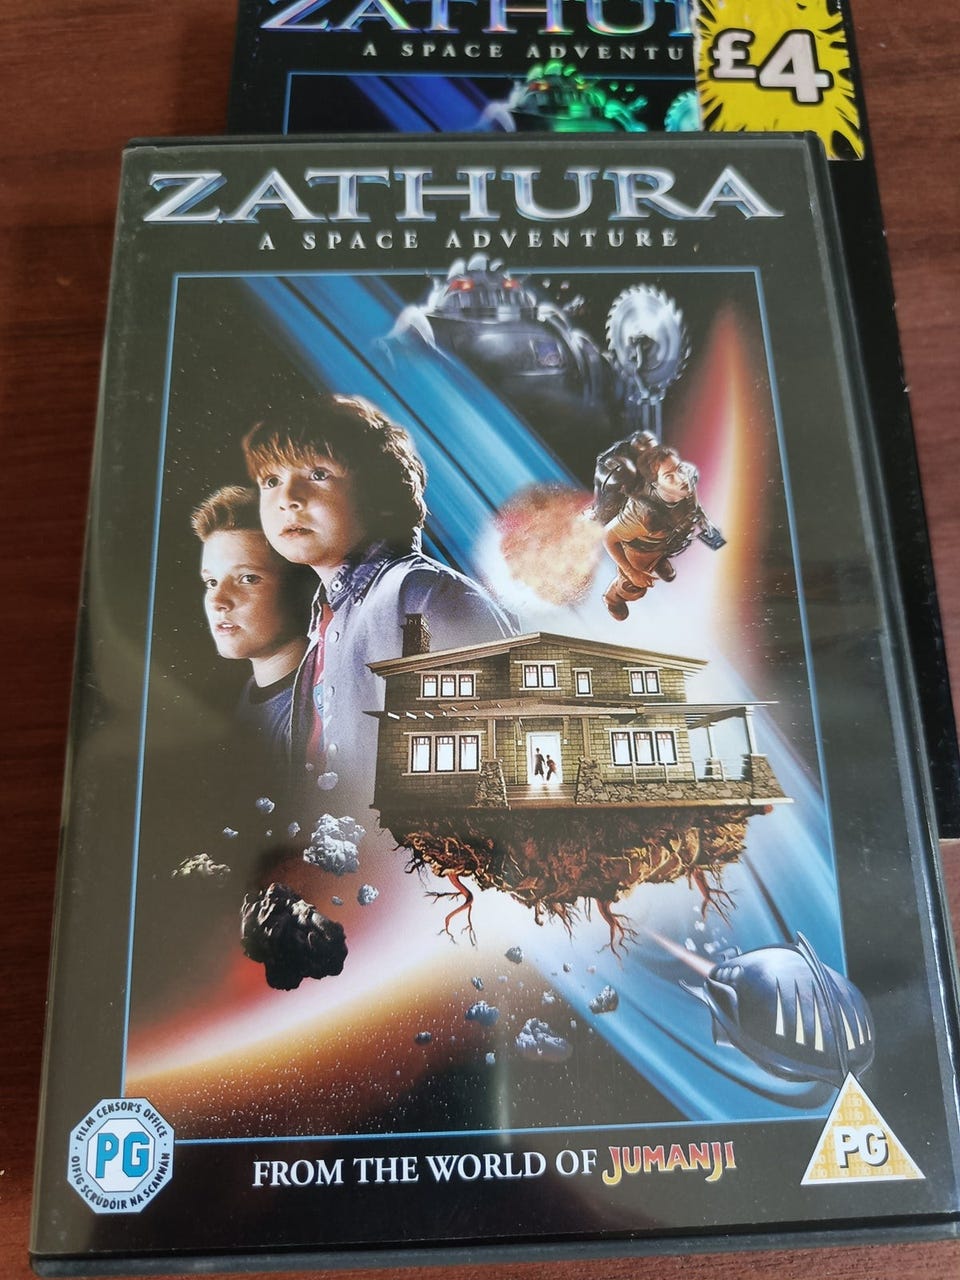 ZATHU
A SPACE ADVENTU
£4
ZATHURA
A SPACE ADVENTURE
FILM CENSOR'S OFFICE
PG
OIFIG SCRÚDÓIR NA SCANNÁN
FROM THE WORLD OF JUMANJI
PG